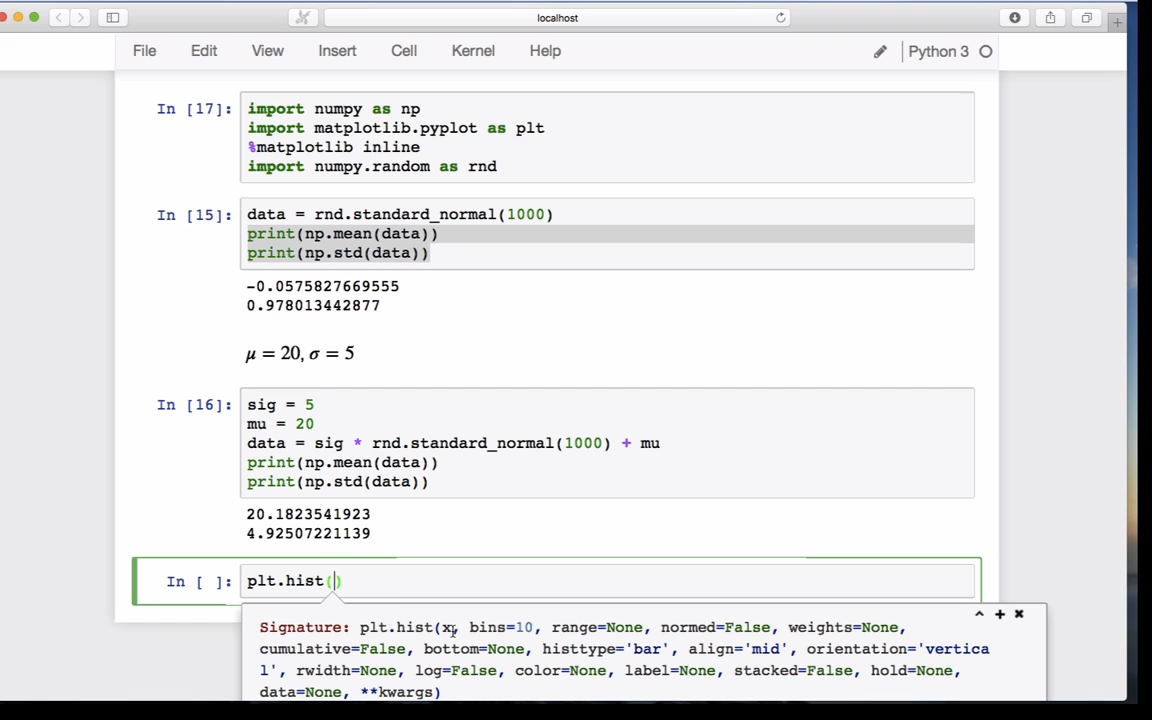 localhost
File Edit View Insert Cell Kernel Help Python 3
In [17]: import numpy as np
import matplotlib.pyplot as plt
%matplotlib inline
import numpy.random as rnd
In [15]: data = rnd.standard_normal(1000)
print(np.mean(data))
print(np.std(data))
-0.0575827669555
0.978013442877
μ = 20, σ = 5
In [16]: sig = 5
mu = 20
data = sig * rnd.standard_normal(1000) + mu
print(np.mean(data))
print(np.std(data))
20.1823541923
4.92507221139
In [ ]: plt.hist()
Signature: plt.hist(x, bins=10, range=None, normed=False, weights=None,
cumulative=False, bottom=None, histtype='bar', align='mid', orientation='vertica
l', rwidth=None, log=False, color=None, label=None, stacked=False, hold=None,
data=None, **kwargs)